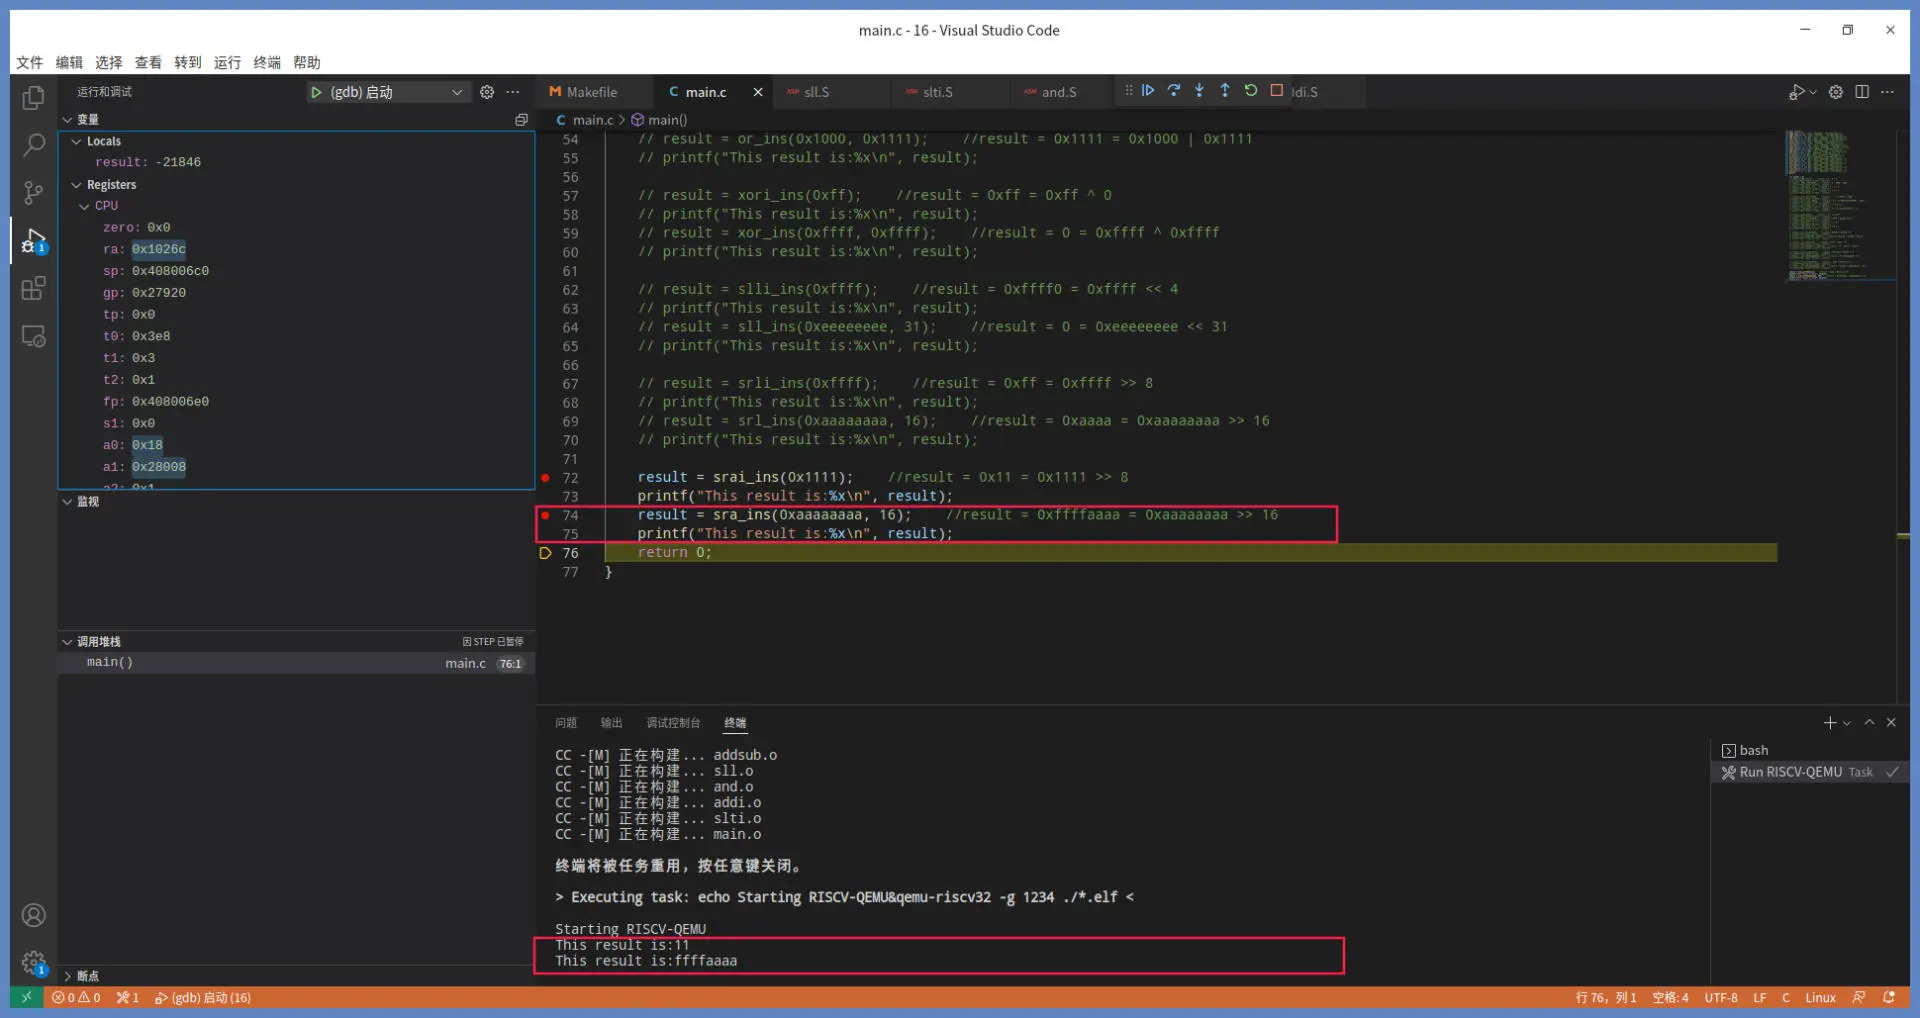 main.c - 16 - Visual Studio Code
文件 编辑 选择 查看 转到 运行 终端 帮助
运行和调试 (gdb) 启动
Makefile main.c sll.S slti.S and.S ldi.S
main.c > main()
变量
Locals
result: -21846
Registers
CPU
zero: 0x0
ra: 0x1026c
sp: 0x408006c0
gp: 0x27920
tp: 0x0
t0: 0x3e8
t1: 0x3
t2: 0x1
fp: 0x408006e0
s1: 0x0
a0: 0x18
a1: 0x28008
a2: 0x1
监视
调用堆栈 因 STEP 已暂停
main() main.c 76:1
断点
54 // result = or_ins(0x1000, 0x1111); //result = 0x1111 = 0x1000 | 0x1111
55 // printf("This result is:%x\n", result);
56
57 // result = xori_ins(0xff); //result = 0xff = 0xff ^ 0
58 // printf("This result is:%x\n", result);
59 // result = xor_ins(0xffff, 0xffff); //result = 0 = 0xffff ^ 0xffff
60 // printf("This result is:%x\n", result);
61
62 // result = slli_ins(0xffff); //result = 0xffff0 = 0xffff << 4
63 // printf("This result is:%x\n", result);
64 // result = sll_ins(0xeeeeeeee, 31); //result = 0 = 0xeeeeeeee << 31
65 // printf("This result is:%x\n", result);
66
67 // result = srli_ins(0xffff); //result = 0xff = 0xffff >> 8
68 // printf("This result is:%x\n", result);
69 // result = srl_ins(0xaaaaaaaa, 16); //result = 0xaaaa = 0xaaaaaaaa >> 16
70 // printf("This result is:%x\n", result);
71
72 result = srai_ins(0x1111); //result = 0x11 = 0x1111 >> 8
73 printf("This result is:%x\n", result);
74 result = sra_ins(0xaaaaaaaa, 16); //result = 0xffffaaaa = 0xaaaaaaaa >> 16
75 printf("This result is:%x\n", result);
76 return 0;
77 }
问题 输出 调试控制台 终端
CC -[M] 正在构建... addsub.o
CC -[M] 正在构建... sll.o
CC -[M] 正在构建... and.o
CC -[M] 正在构建... addi.o
CC -[M] 正在构建... slti.o
CC -[M] 正在构建... main.o
终端将被任务重用，按任意键关闭。
> Executing task: echo Starting RISCV-QEMU&qemu-riscv32 -g 1234 ./*.elf <
Starting RISCV-QEMU
This result is:11
This result is:ffffaaaa
bash
Run RISCV-QEMU Task
0 0 1 (gdb) 启动 (16)
行 76，列 1 空格: 4 UTF-8 LF C Linux